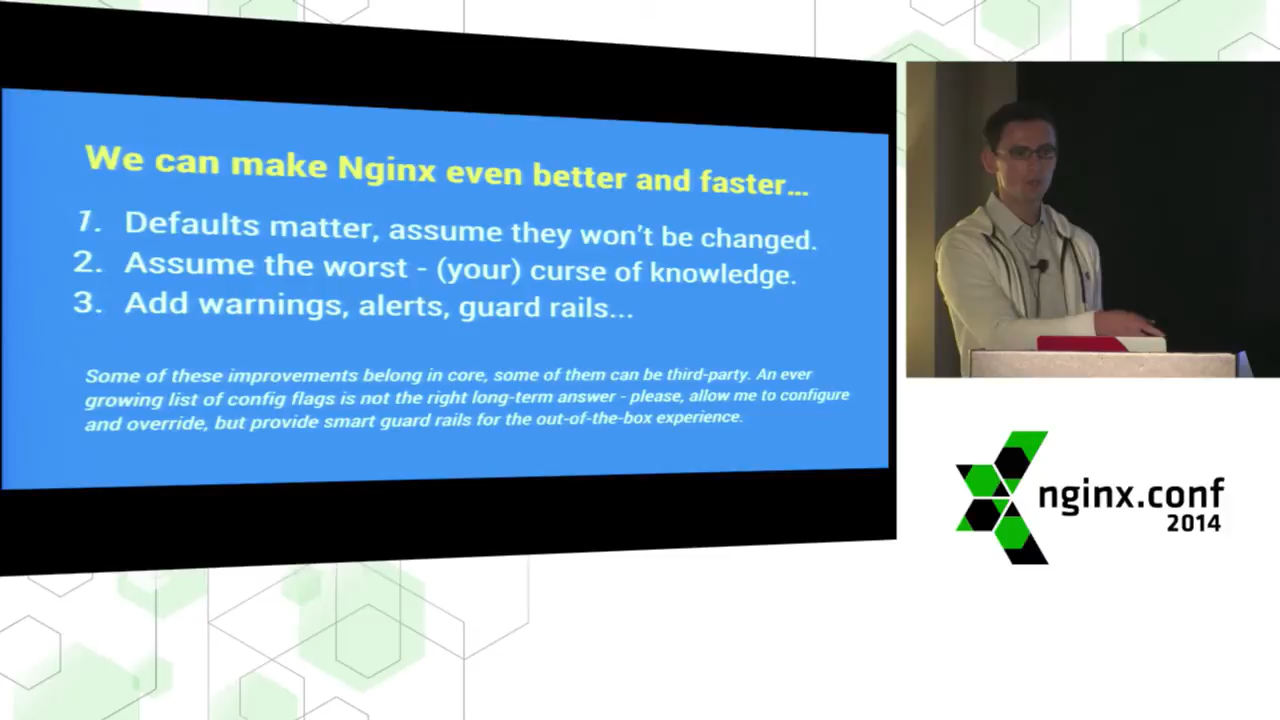 We can make Nginx even better and faster...
1. Defaults matter, assume they won't be changed.
2. Assume the worst - (your) curse of knowledge.
3. Add warnings, alerts, guard rails...
Some of these improvements belong in core, some of them can be third-party. An ever
growing list of config flags is not the right long-term answer - please, allow me to configure
and override, but provide smart guard rails for the out-of-the-box experience.
nginx.conf
2014